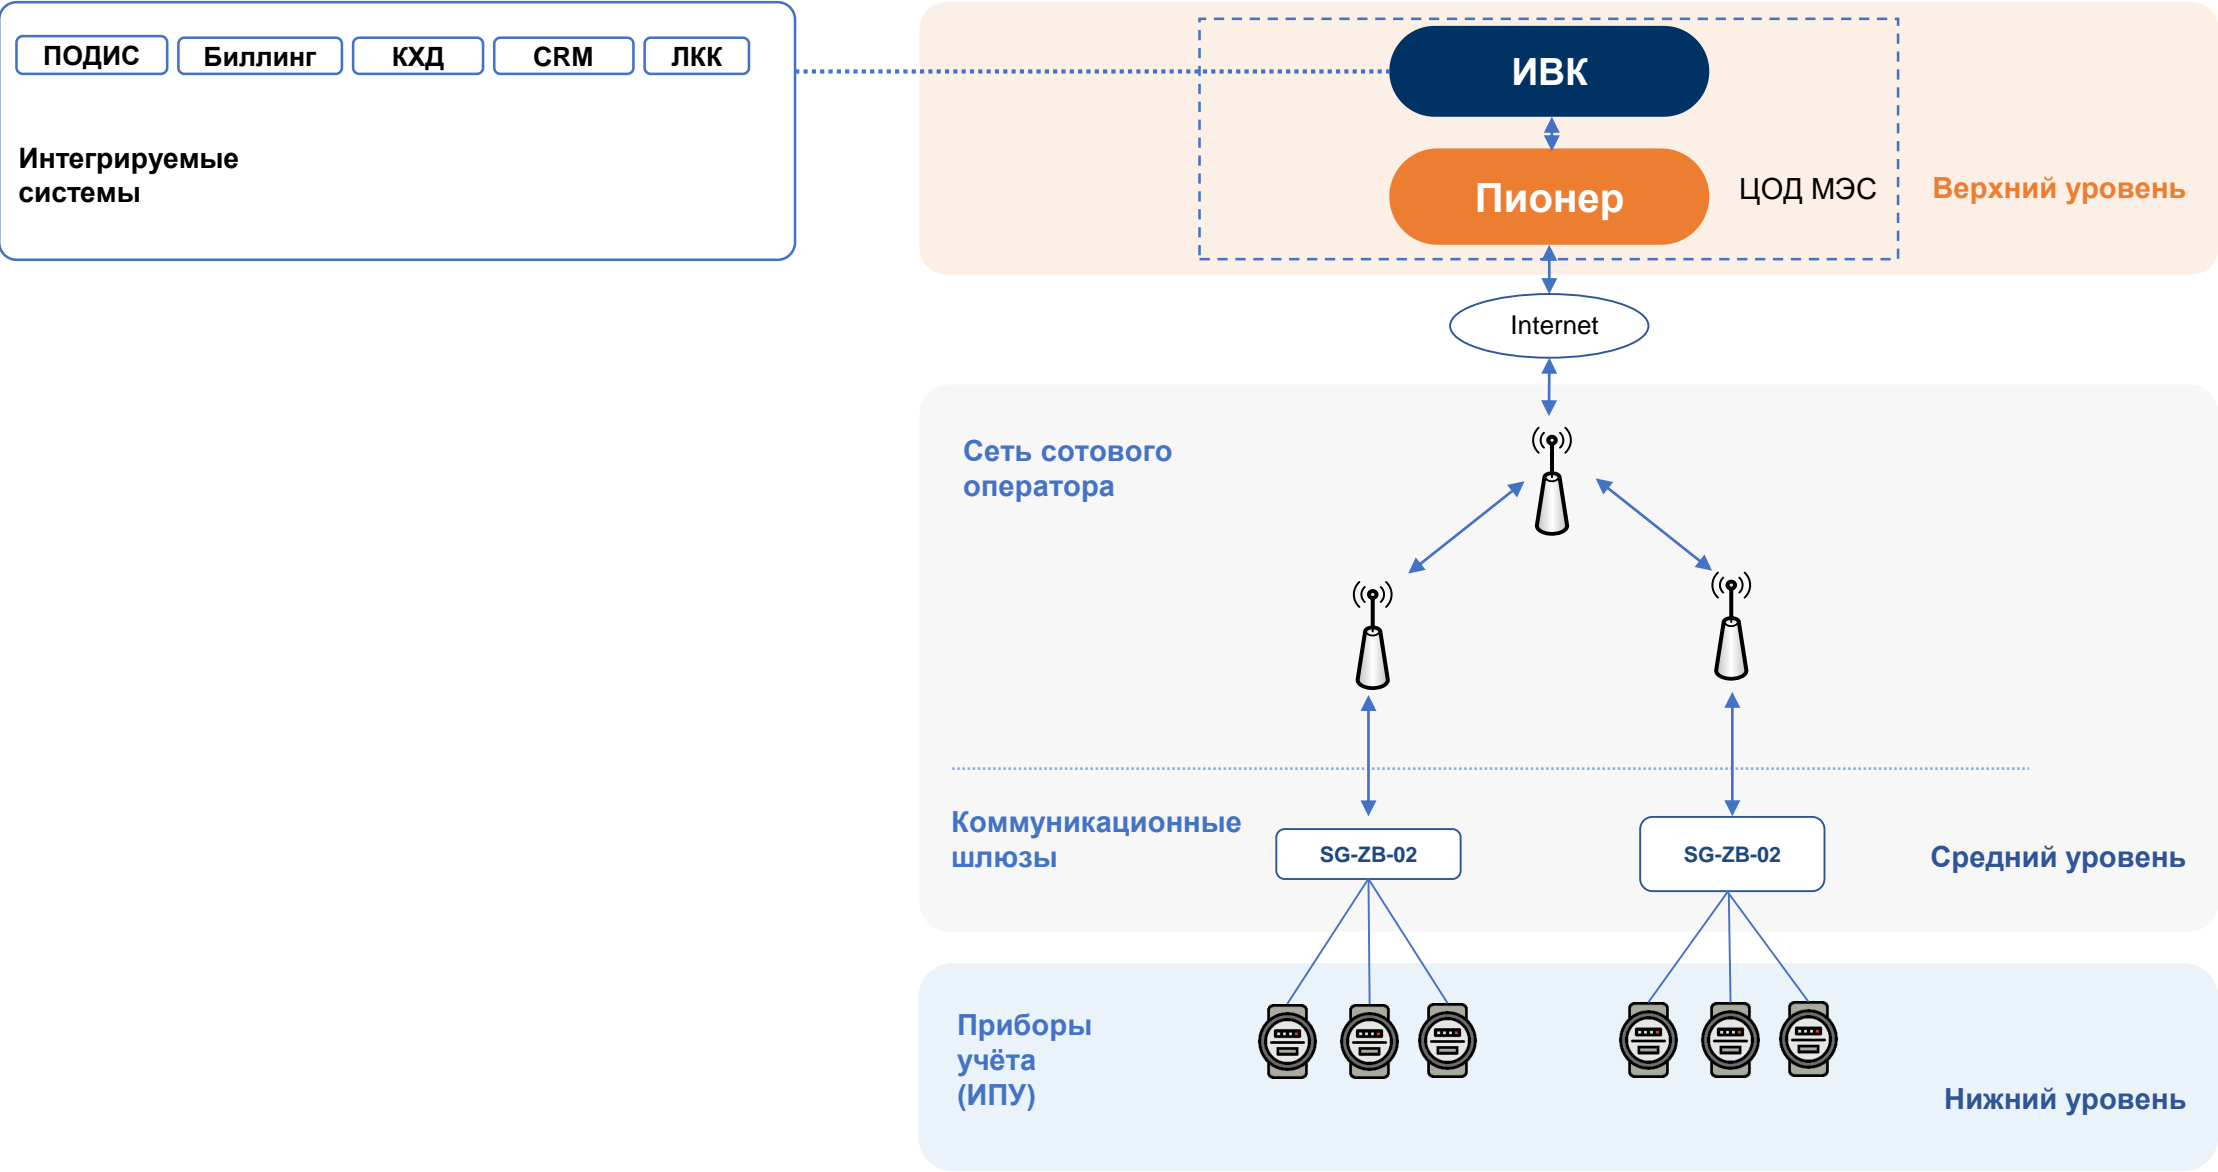 ПОДИС
Биллинг
КХД
CRM
ЛКК
Интегрируемые
системы
ИВК
Пионер
ЦОД МЭС
Верхний уровень
Internet
Сеть сотового
оператора
Коммуникационные
шлюзы
SG-ZB-02
SG-ZB-02
Средний уровень
Приборы
учёта
(ИПУ)
Нижний уровень